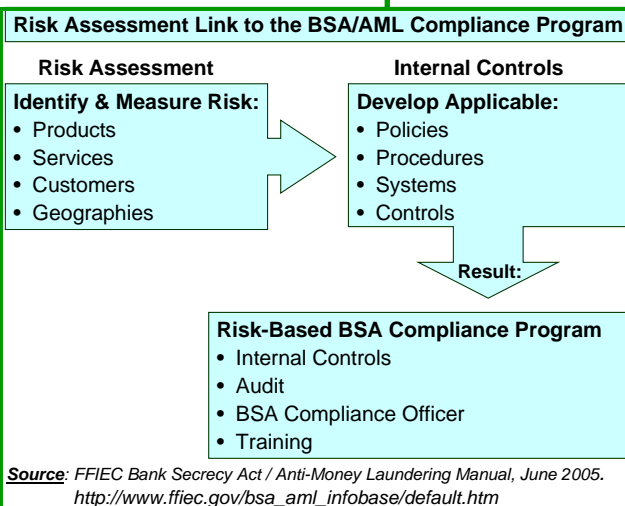 Risk Assessment Link to the BSA/AML Compliance Program
Risk Assessment
Identify & Measure Risk:
• Products
• Services
• Customers
• Geographies
Internal Controls
Develop Applicable:
• Policies
• Procedures
• Systems
• Controls
Result:
Risk-Based BSA Compliance Program
• Internal Controls
• Audit
• BSA Compliance Officer
• Training
Source: FFIEC Bank Secrecy Act / Anti-Money Laundering Manual, June 2005.
http://www.ffiec.gov/bsa_aml_infobase/default.htm